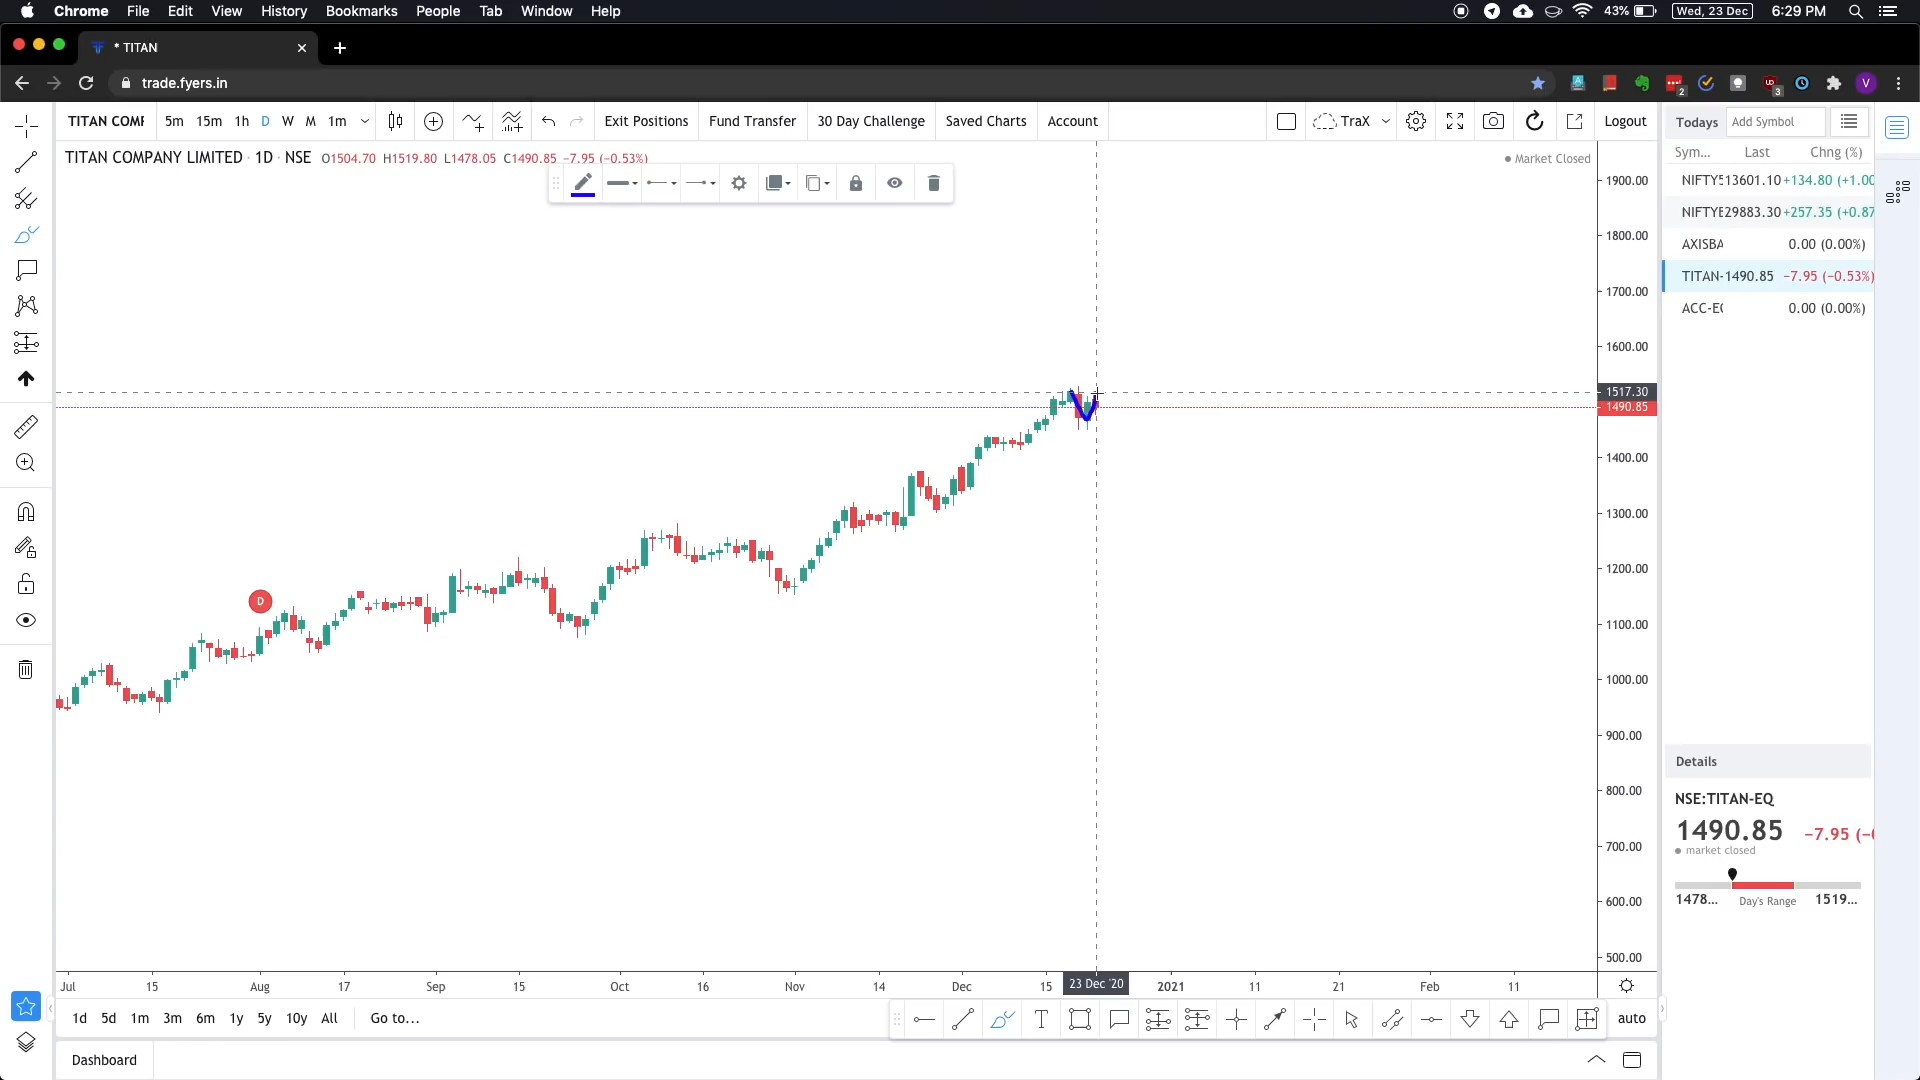 Chrome File Edit View History Bookmarks People Tab Window Help 43% Wed, 23 Dec 6:29 PM
* TITAN
trade.fyers.in
2 3 V
TITAN COMF 5m 15m 1h D W M 1m Exit Positions Fund Transfer 30 Day Challenge Saved Charts Account TraX Logout
TITAN COMPANY LIMITED · 1D · NSE O1504.70 H1519.80 L1478.05 C1490.85 −7.95 (−0.53%)
Market Closed
Todays Add Symbol
Sym... Last Chng (%)
NIFTY 13601.10 +134.80 (+1.00
NIFTYE 29883.30 +257.35 (+0.87
AXISBA 0.00 (0.00%)
TITAN- 1490.85 −7.95 (−0.53%)
ACC-E 0.00 (0.00%)
1900.00
1800.00
1700.00
1600.00
1517.30
1490.85
1400.00
1300.00
1200.00
1100.00
1000.00
900.00
800.00
700.00
600.00
500.00
D
Details
NSE:TITAN-EQ
1490.85 −7.95 (−
market closed
1478... Day's Range 1519...
Jul 15 Aug 17 Sep 15 Oct 16 Nov 14 Dec 15 23 Dec '20 2021 11 21 Feb 11
1d 5d 1m 3m 6m 1y 5y 10y All Go to... T auto
Dashboard